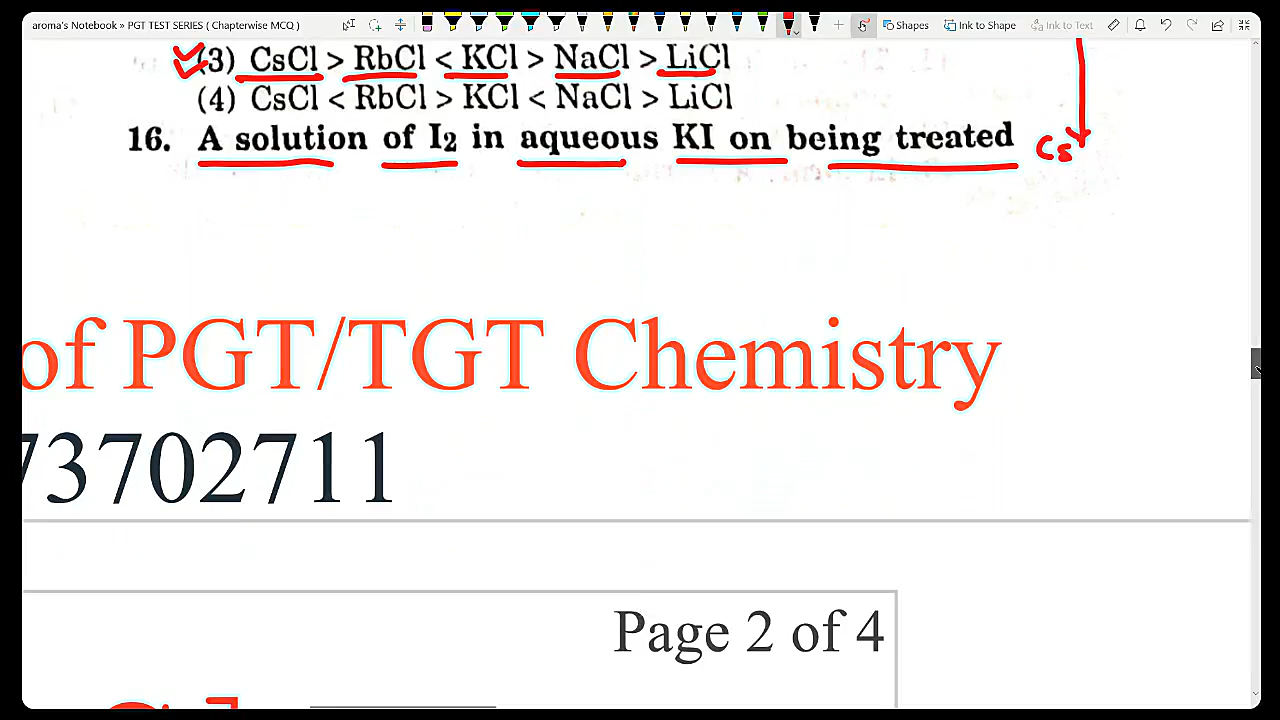 aroma's Notebook » PGT TEST SERIES ( Chapterwise MCQ )
Shapes Ink to Shape Ink to Text
(3) CsCl > RbCl < KCl > NaCl > LiCl
(4) CsCl < RbCl > KCl < NaCl > LiCl
16. A solution of I2 in aqueous KI on being treated
Cs
of PGT/TGT Chemistry
73702711
Page 2 of 4